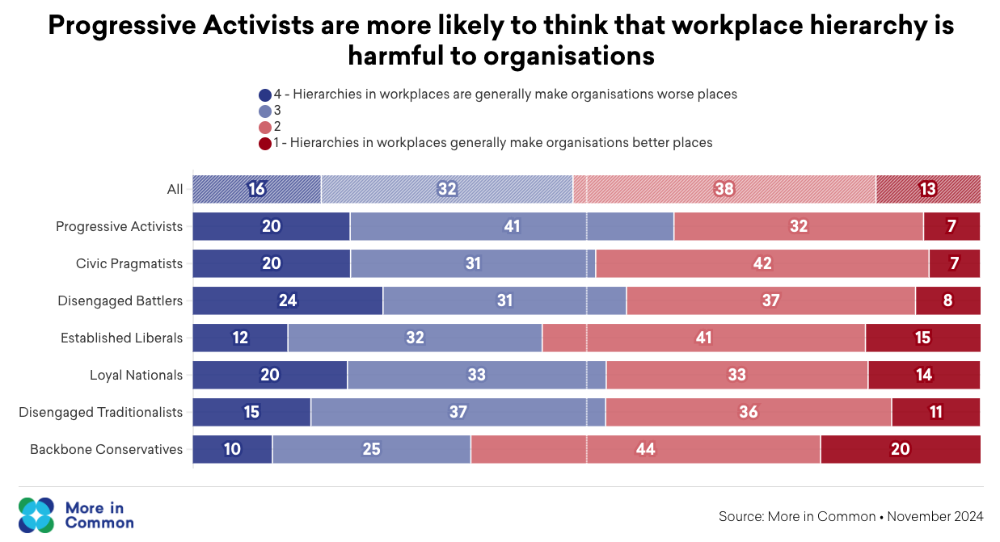 Progressive Activists are more likely to think that workplace hierarchy is
harmful to organisations
4 - Hierarchies in workplaces are generally make organisations worse places
3
2
1 - Hierarchies in workplaces generally make organisations better places
All 16 32 38 13
Progressive Activists 20 41 32 7
Civic Pragmatists 20 31 42 7
Disengaged Battlers 24 31 37 8
Established Liberals 12 32 41 15
Loyal Nationals 20 33 33 14
Disengaged Traditionalists 15 37 36 11
Backbone Conservatives 10 25 44 20
More in
Common
Source: More in Common • November 2024